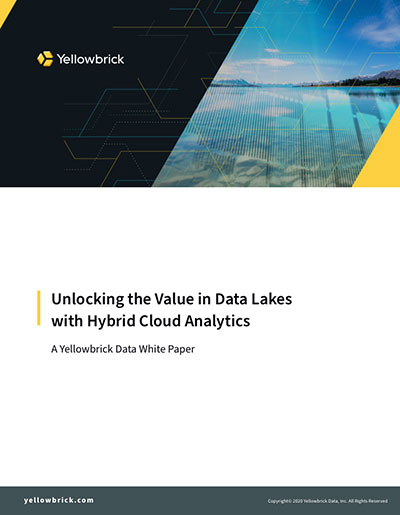 Yellowbrick
Unlocking the Value in Data Lakes
with Hybrid Cloud Analytics
A Yellowbrick Data White Paper
yellowbrick.com
Copyright© 2020 Yellowbrick Data, Inc. All Rights Reserved